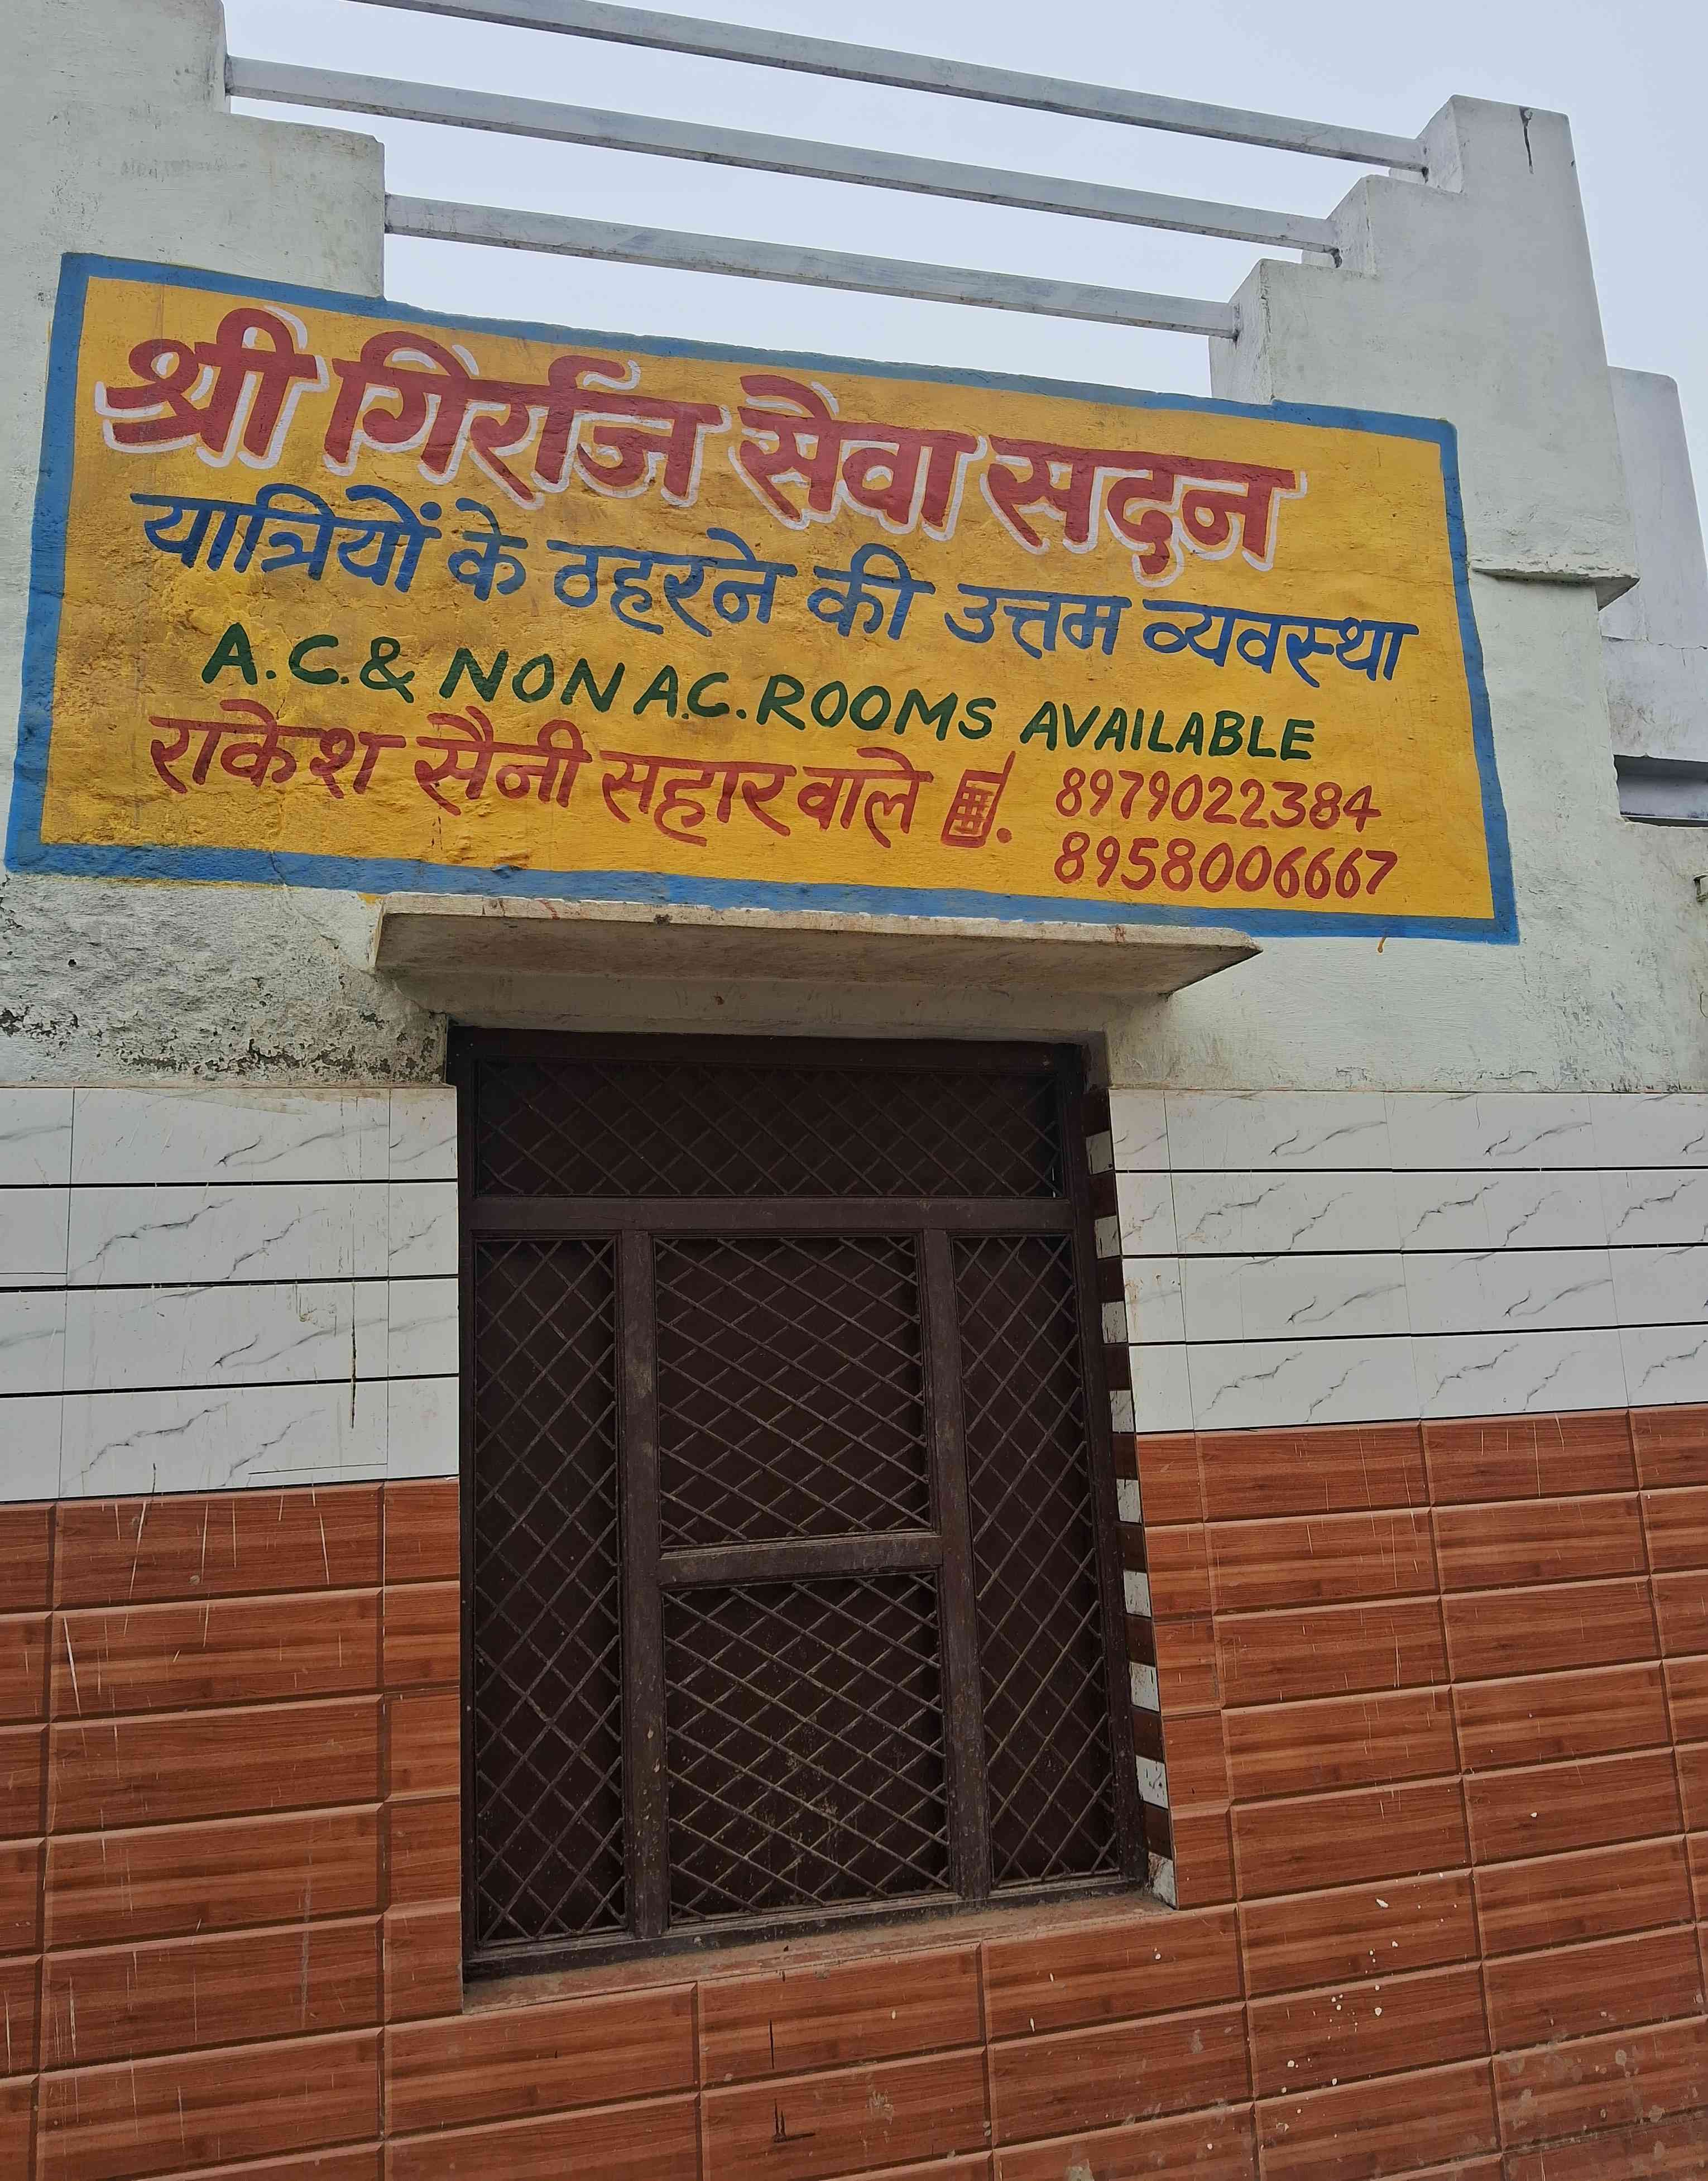 श्री गिर्राज सेवा सदन
यात्रियों के ठहरने की उत्तम व्यवस्था
A.C. & NON A.C. ROOMS AVAILABLE
राकेश सैनी सहार वाले 8979022384
8958006667